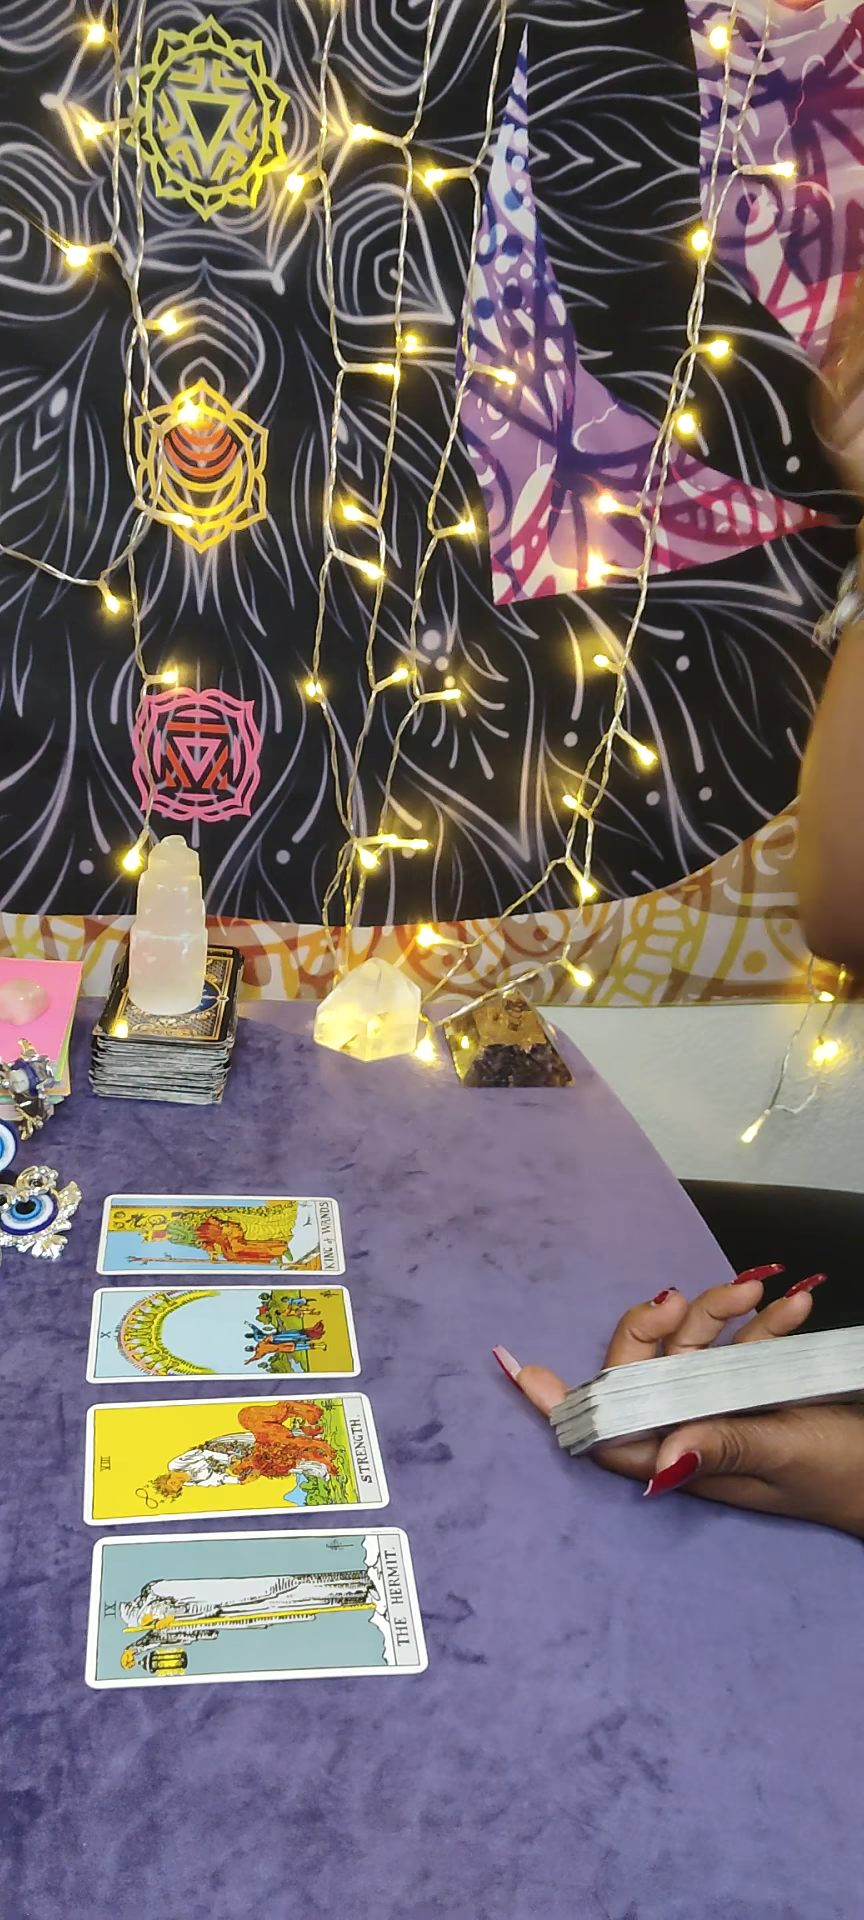 KING of WANDS
X
VIII
STRENGTH.
IX
THE HERMIT.